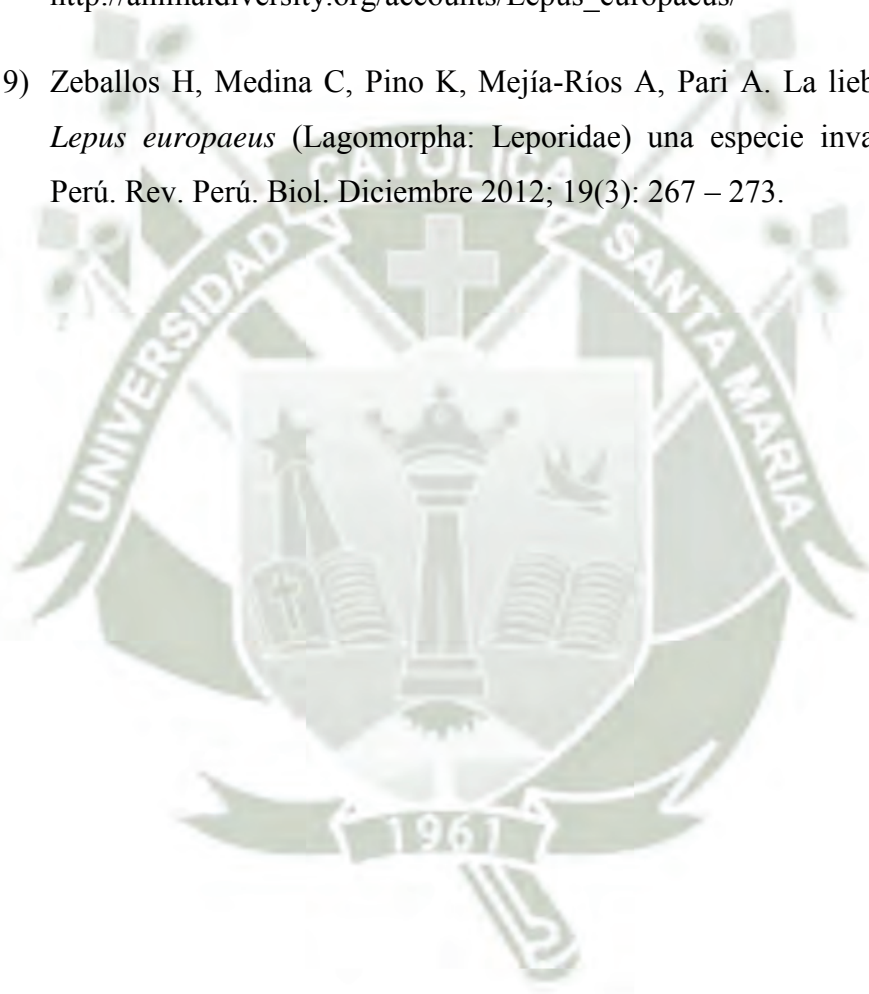 http://animaldiversity.org/accounts/Lepus_europaeus/
9) Zeballos H, Medina C, Pino K, Mejía-Ríos A, Pari A. La lieb
Lepus europaeus (Lagomorpha: Leporidae) una especie inva
Perú. Rev. Perú. Biol. Diciembre 2012; 19(3): 267 – 273.
UNIVERSIDAD CATOLICA SANTA MARIA
1961